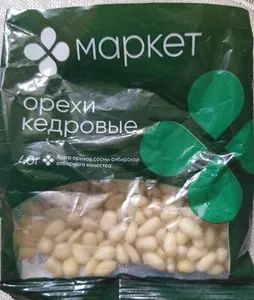 маркет
орехи
кедровые
40г
Ядра орехов сосны сибирской
отборного качества